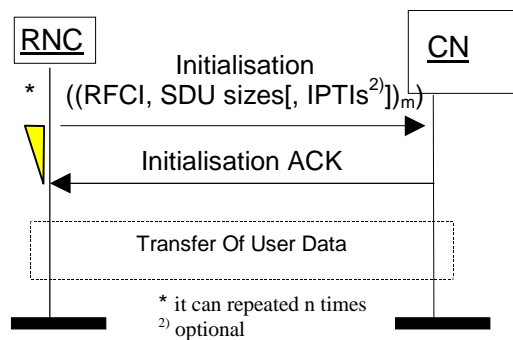 RNC
CN
Initialisation
* ((RFCI, SDU sizes[, IPTIs2)])m)
Initialisation ACK
Transfer Of User Data
* it can repeated n times
2) optional